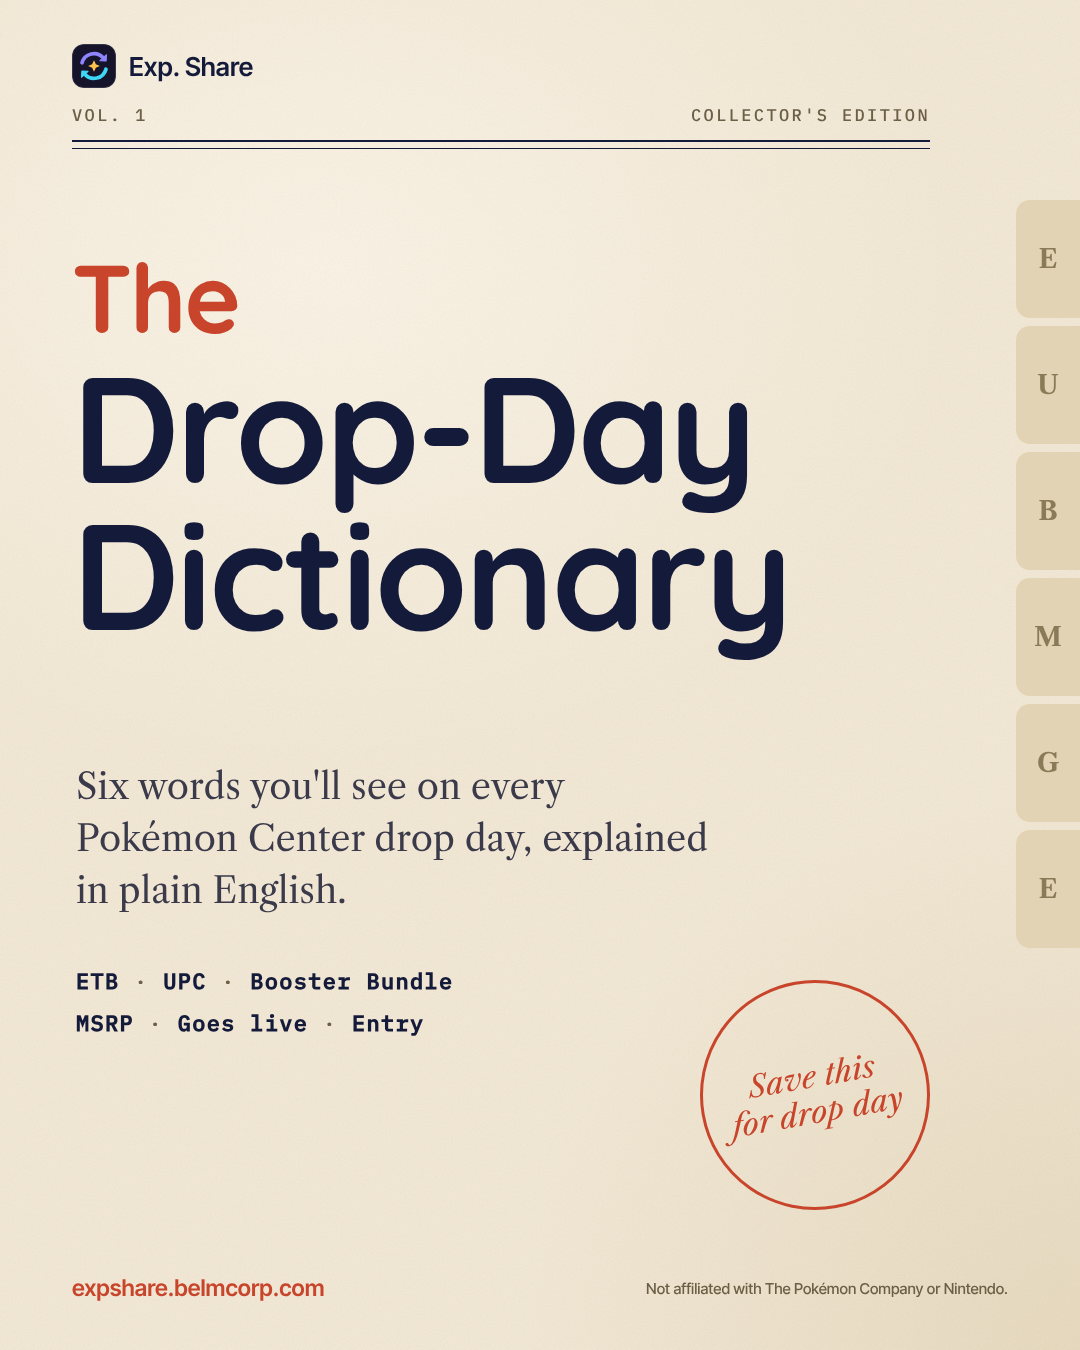 Exp. Share
VOL. 1
COLLECTOR'S EDITION
The
Drop-Day
Dictionary
E
U
B
M
G
E
Six words you'll see on every
Pokémon Center drop day, explained
in plain English.
ETB · UPC · Booster Bundle
MSRP · Goes live · Entry
Save this
for drop day
expshare.belmcorp.com
Not affiliated with The Pokémon Company or Nintendo.